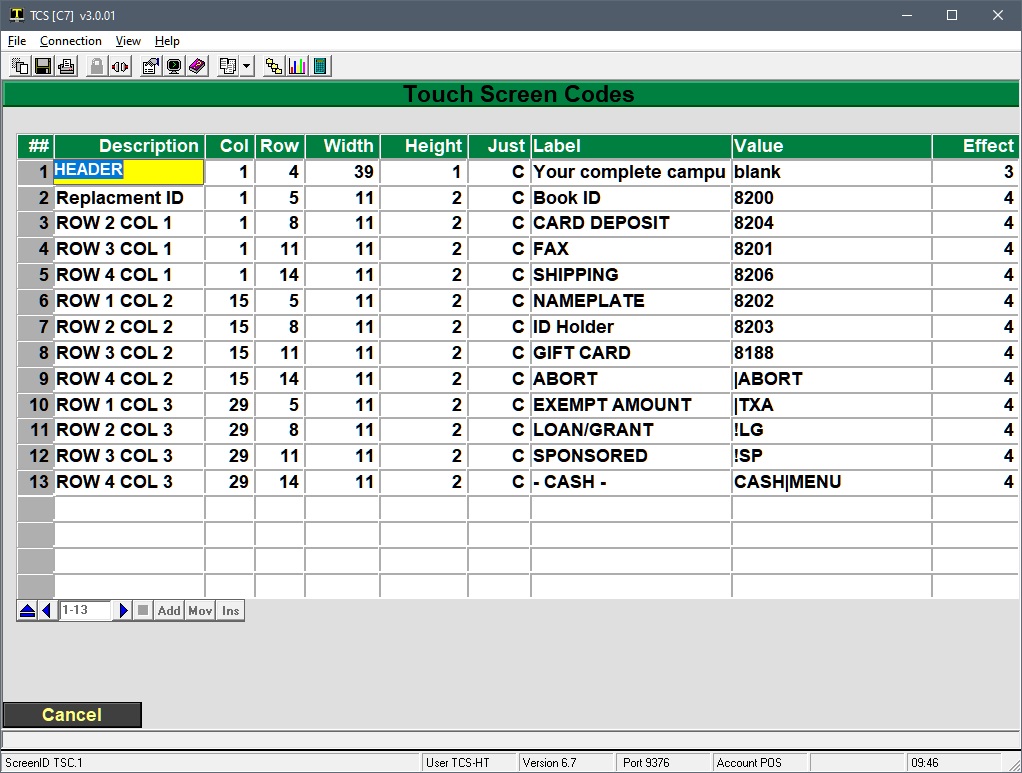 TCS [C7] v3.0.01
File Connection View Help
Touch Screen Codes
## Description Col Row Width Height Just Label Value Effect
1 HEADER 1 4 39 1 C Your complete campu blank 3
2 Replacment ID 1 5 11 2 C Book ID 8200 4
3 ROW 2 COL 1 1 8 11 2 C CARD DEPOSIT 8204 4
4 ROW 3 COL 1 1 11 11 2 C FAX 8201 4
5 ROW 4 COL 1 1 14 11 2 C SHIPPING 8206 4
6 ROW 1 COL 2 15 5 11 2 C NAMEPLATE 8202 4
7 ROW 2 COL 2 15 8 11 2 C ID Holder 8203 4
8 ROW 3 COL 2 15 11 11 2 C GIFT CARD 8188 4
9 ROW 4 COL 2 15 14 11 2 C ABORT |ABORT 4
10 ROW 1 COL 3 29 5 11 2 C EXEMPT AMOUNT |TXA 4
11 ROW 2 COL 3 29 8 11 2 C LOAN/GRANT !LG 4
12 ROW 3 COL 3 29 11 11 2 C SPONSORED !SP 4
13 ROW 4 COL 3 29 14 11 2 C - CASH - CASH|MENU 4
1-13 Add Mov Ins
Cancel
ScreenID TSC.1 User TCS-HT Version 6.7 Port 9376 Account POS 09:46